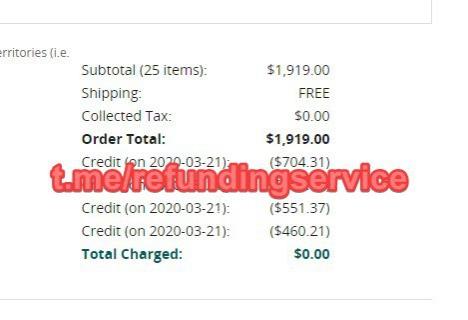 erritories (i.e.
Subtotal (25 items): $1,919.00
Shipping: FREE
Collected Tax: $0.00
Order Total: $1,919.00
Credit (on 2020-03-21): ($704.31)
t.me/refundingservice
Credit (on 2020-03-21): ($551.37)
Credit (on 2020-03-21): ($460.21)
Total Charged: $0.00